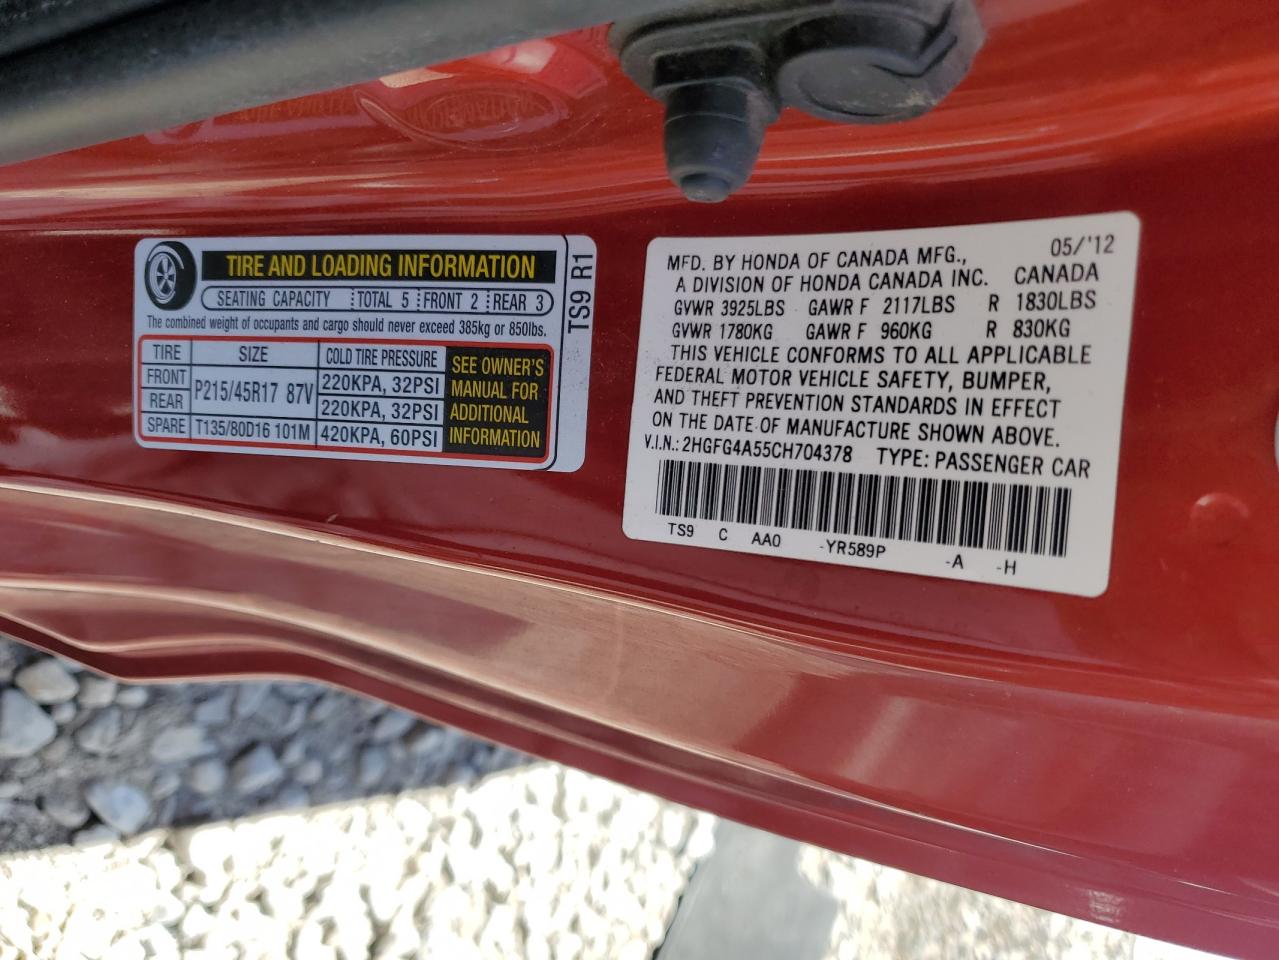 TIRE AND LOADING INFORMATION
SEATING CAPACITY TOTAL 5 FRONT 2 REAR 3
The combined weight of occupants and cargo should never exceed 385kg or 850lbs.
TIRE SIZE COLD TIRE PRESSURE
FRONT P215/45R17 87V 220KPA, 32PSI
REAR 220KPA, 32PSI
SPARE T135/80D16 101M 420KPA, 60PSI
SEE OWNER'S
MANUAL FOR
ADDITIONAL
INFORMATION
TS9 R1
MFD. BY HONDA OF CANADA MFG., 05/'12
A DIVISION OF HONDA CANADA INC. CANADA
GVWR 3925LBS GAWR F 2117LBS R 1830LBS
GVWR 1780KG GAWR F 960KG R 830KG
THIS VEHICLE CONFORMS TO ALL APPLICABLE
FEDERAL MOTOR VEHICLE SAFETY, BUMPER,
AND THEFT PREVENTION STANDARDS IN EFFECT
ON THE DATE OF MANUFACTURE SHOWN ABOVE.
V.I.N.: 2HGFG4A55CH704378 TYPE: PASSENGER CAR
TS9 C AA0 -YR589P -A -H